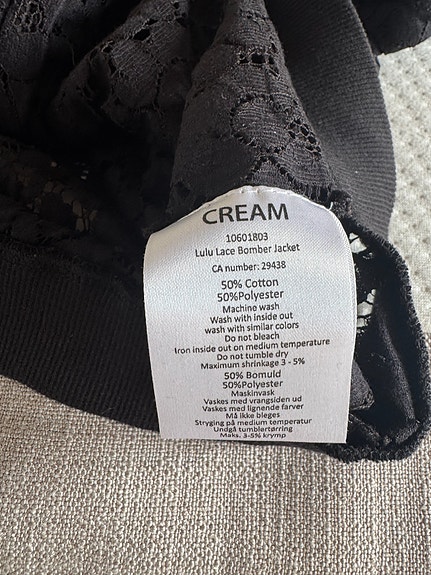 CREAM
10601803
Lulu Lace Bomber Jacket
CA number: 29438
50% Cotton
50%Polyester
Machino wash
Wash with inside out
wash with similar colors
Do not bleach
Iron inside out on medium temperature
Do not tumble dry
Maximum shrinkage 3 - 5%
50% Bomuld
50%Polyester
Maskinvask
Vaskes med vrangsiden ud
Vaskes med lignende farver
Må ikke bleges
Stryging på medium temperatur
Undgå tumblertørring
Maks. 3-5% krymp